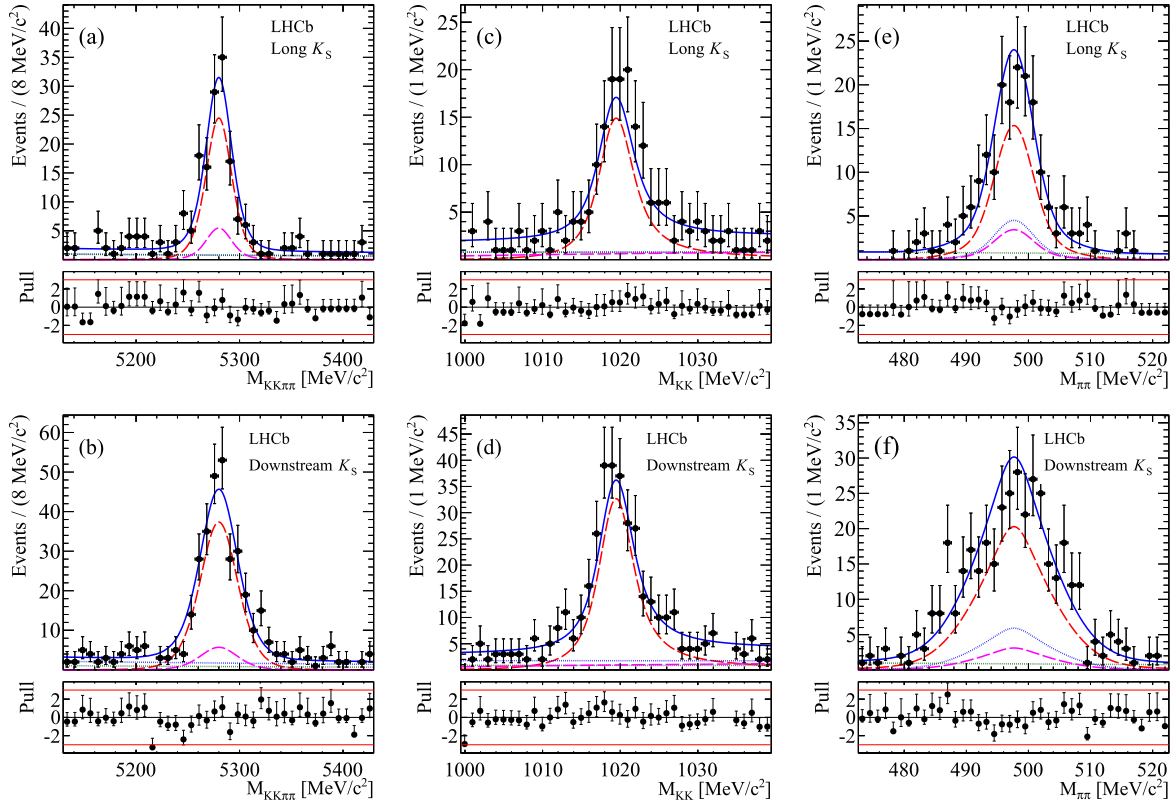 (a)
LHCb
Long K_S
Events / (8 MeV/c²)
40
35
30
25
20
15
10
5
Pull
2
0
-2
5200 5300 5400
M_KKππ [MeV/c²]
(c)
LHCb
Long K_S
Events / (1 MeV/c²)
25
20
15
10
5
Pull
2
0
-2
1000 1010 1020 1030
M_KK [MeV/c²]
(e)
LHCb
Long K_S
Events / (1 MeV/c²)
25
20
15
10
5
Pull
2
0
-2
480 490 500 510 520
M_ππ [MeV/c²]
(b)
LHCb
Downstream K_S
Events / (8 MeV/c²)
60
50
40
30
20
10
Pull
2
0
-2
5200 5300 5400
M_KKππ [MeV/c²]
(d)
LHCb
Downstream K_S
Events / (1 MeV/c²)
45
40
35
30
25
20
15
10
5
Pull
2
0
-2
1000 1010 1020 1030
M_KK [MeV/c²]
(f)
LHCb
Downstream K_S
Events / (1 MeV/c²)
35
30
25
20
15
10
5
Pull
2
0
-2
480 490 500 510 520
M_ππ [MeV/c²]